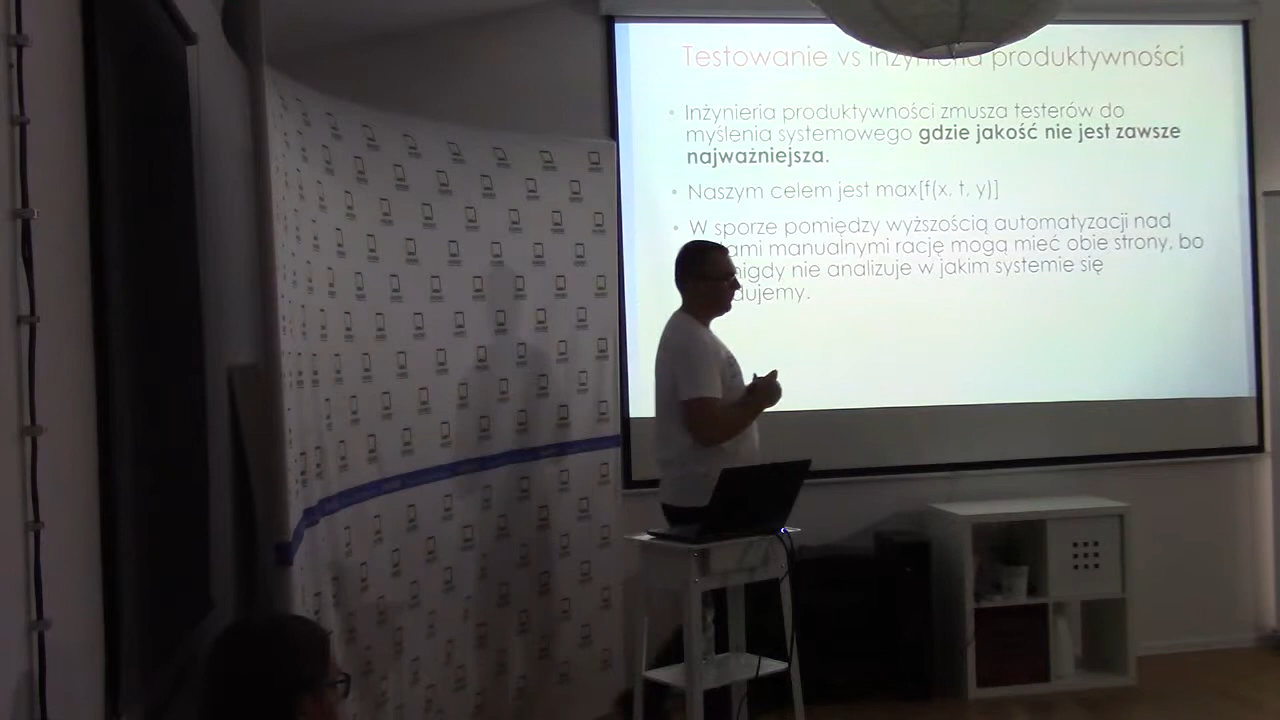 Testowanie vs inżynieria produktywności
• Inżynieria produktywności zmusza testerów do
myślenia systemowego gdzie jakość nie jest zawsze
najważniejsza.
• Naszym celem jest max[f(x, t, y)]
• W sporze pomiędzy wyższością automatyzacji nad
manualnymi rację mogą mieć obie strony, bo
nigdy nie analizuje w jakim systemie się